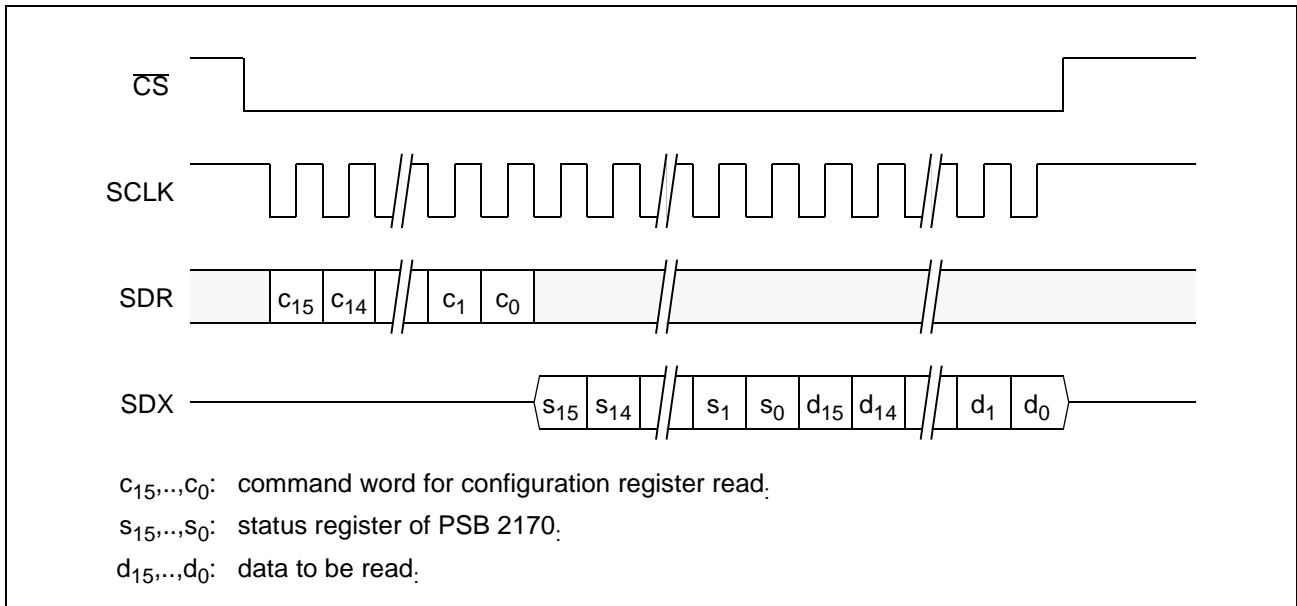 CS
SCLK
SDR c15 c14 c1 c0
SDX s15 s14 s1 s0 d15 d14 d1 d0
c15,..,c0: command word for configuration register read.
s15,..,s0: status register of PSB 2170.
d15,..,d0: data to be read.